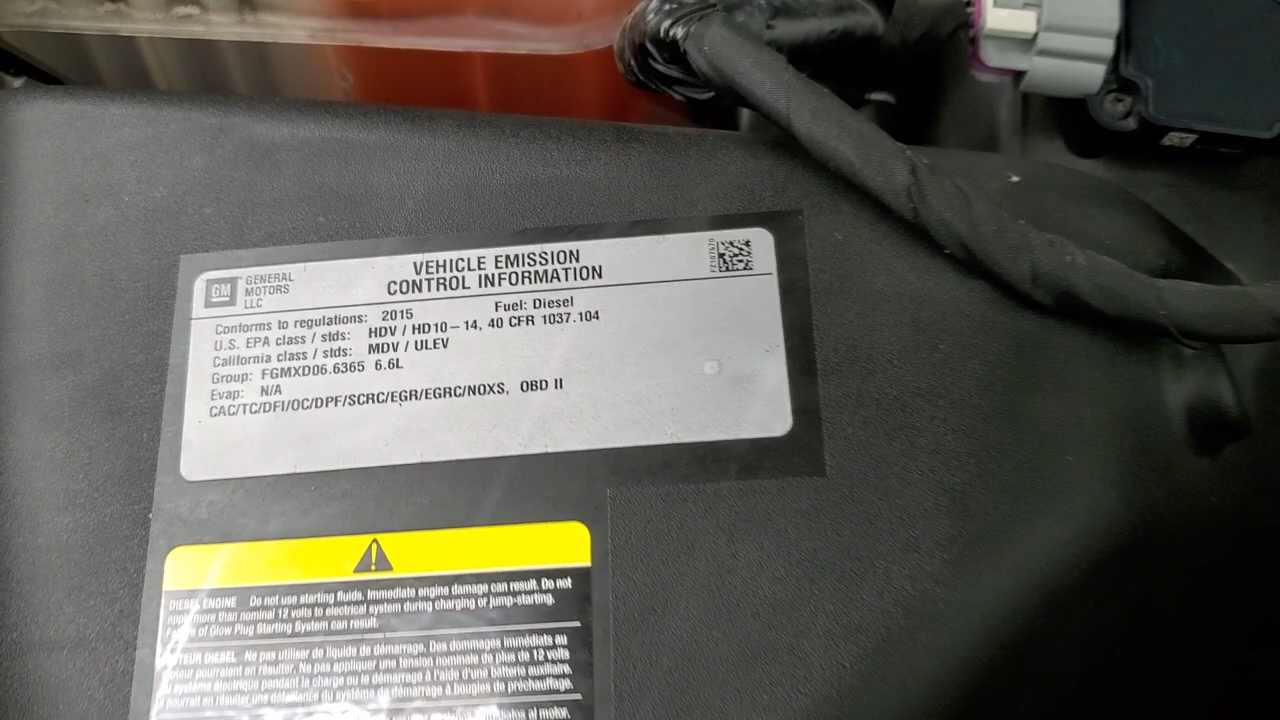 GM
GENERAL
MOTORS
LLC
VEHICLE EMISSION
CONTROL INFORMATION
Conforms to regulations: 2015 Fuel: Diesel
U.S. EPA class / stds: HDV / HD10-14, 40 CFR 1037.104
California class / stds: MDV / ULEV
Group: FGMXD06.6365 6.6L
Evap: N/A
CAC/TC/DFI/OC/DPF/SCRC/EGR/EGRC/NOXS, OBD II
DIESEL ENGINE Do not use starting fluids. Immediate engine damage can result. Do not
apply more than nominal 12 volts to electrical system during charging or jump-starting.
of Glow Plug Starting System can result.
DIESEL Ne pas utiliser de liquide de démarrage. Des dommages immédiats au
moteur pourraient en résulter. Ne pas appliquer une tension nominale de plus de 12 volts
système électrique pendant la charge ou le démarrage à l'aide d'une batterie auxiliaire.
pourrait en résulter une défaillance du système de démarrage à bougies de préchauffage.
al motor.